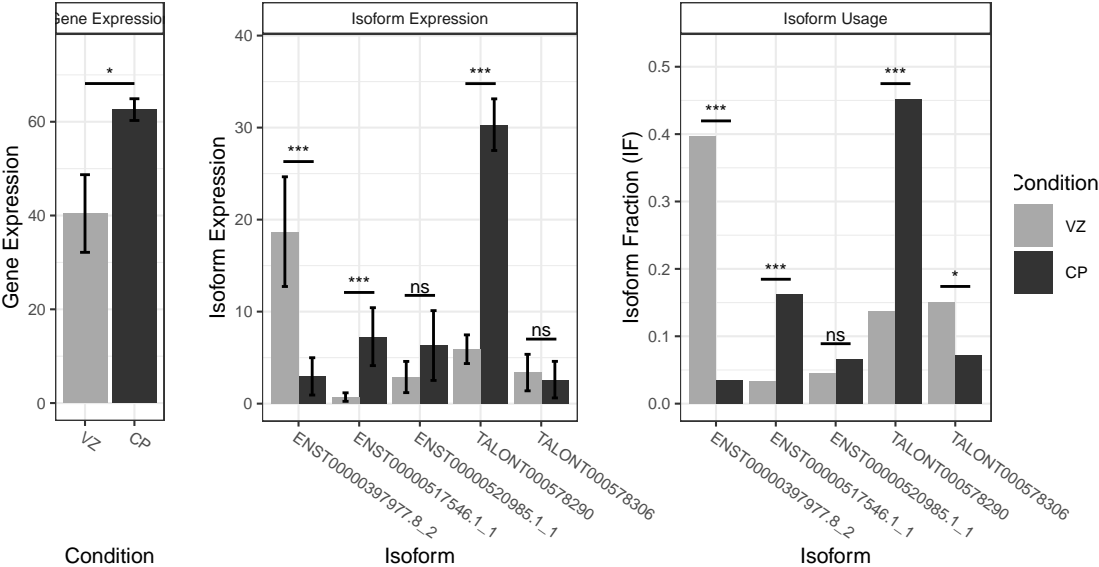 Gene Expression
Isoform Expression
Isoform Usage
Gene Expression
0
20
40
60
*
VZ
CP
Condition
Isoform Expression
0
10
20
30
40
***
***
ns
***
ns
ENST00000397977.8_2
ENST00000517546.1_1
ENST00000520985.1_1
TALONT000578290
TALONT000578306
Isoform
Isoform Fraction (IF)
0.0
0.1
0.2
0.3
0.4
0.5
***
***
ns
***
*
ENST00000397977.8_2
ENST00000517546.1_1
ENST00000520985.1_1
TALONT000578290
TALONT000578306
Isoform
Condition
VZ
CP